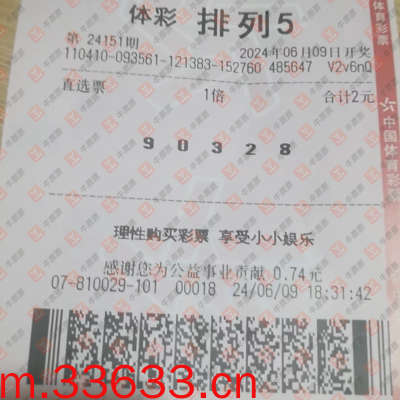 体彩 排列5
第 24151期 2024年06月09日开奖
110410-093561-121383-152760 485647 V2v6nQ
直选票 1倍 合计2元
9 0 3 2 8
理性购买彩票 享受小小娱乐
感谢您为公益事业贡献 0.74元
07-810029-101 00018 24/06/09 18:31:42
m.33633.cn
体育彩票
中国体育彩